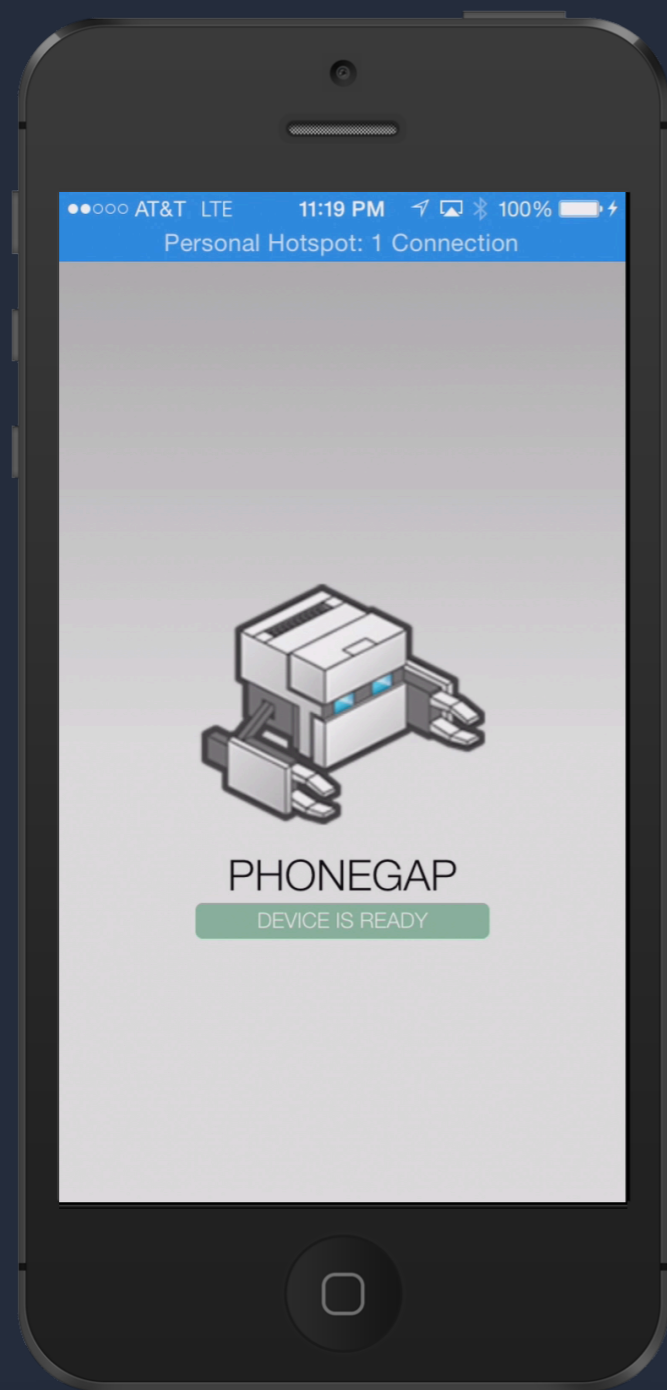 AT&T LTE 11:19 PM 100%
Personal Hotspot: 1 Connection
PHONEGAP
DEVICE IS READY